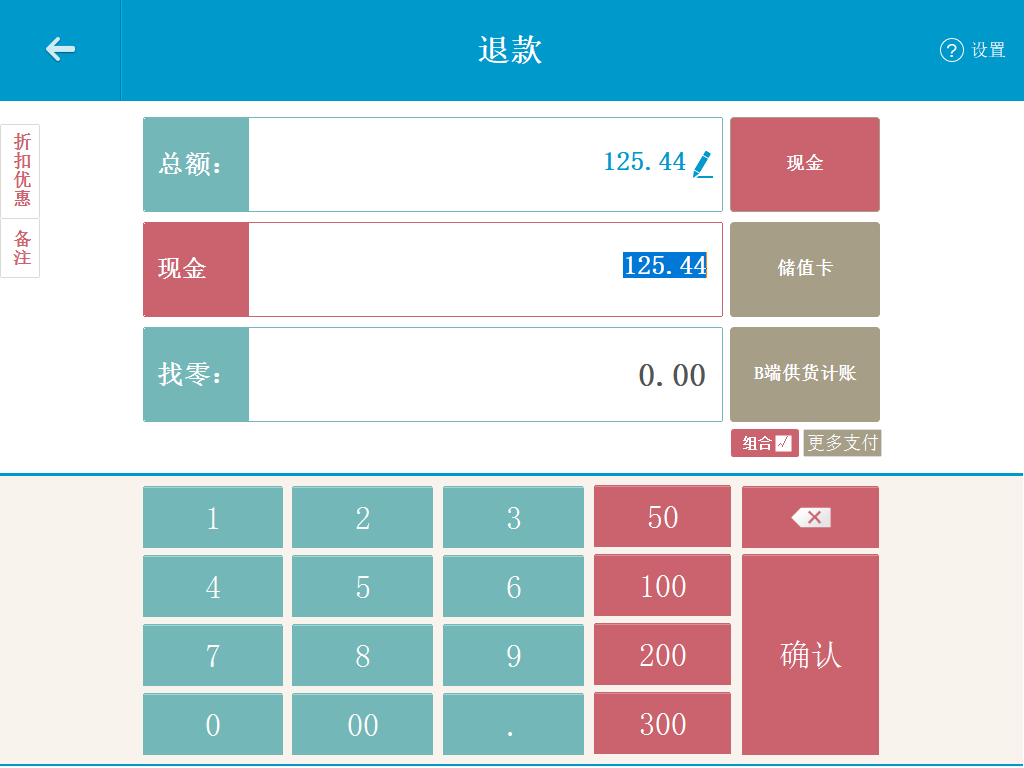 退款
? 设置
折扣优惠
备注
总额: 125.44
现金
现金 125.44
储值卡
找零: 0.00
B端供货计账
组合
更多支付
1 2 3 50
4 5 6 100
7 8 9 200
确认
0 00 . 300